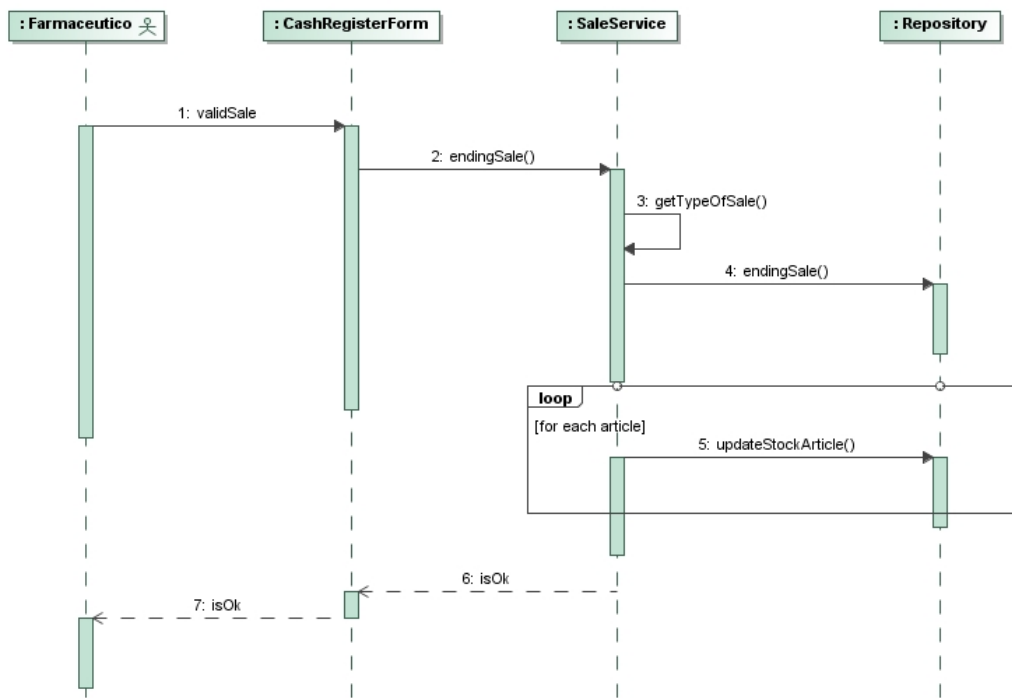 : Farmaceutico
: CashRegisterForm
: SaleService
: Repository
1: validSale
2: endingSale()
3: getTypeOfSale()
4: endingSale()
loop
[for each article]
5: updateStockArticle()
6: isOk
7: isOk